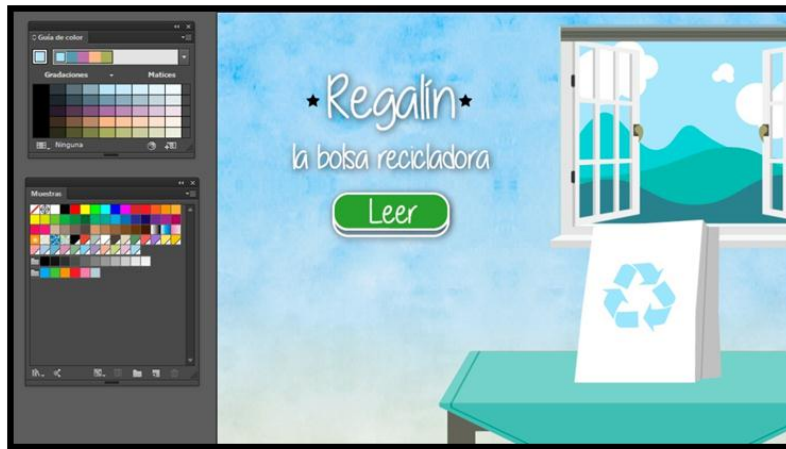 Guía de color
Gradaciones
Matices
Ninguna
Muestras
Regalín
la bolsa recicladora
Leer